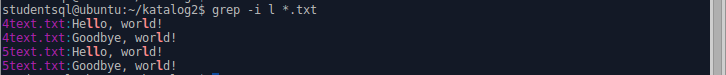 studentsql@ubuntu:~/katalog2$ grep -i l *.txt
4text.txt:Hello, world!
4text.txt:Goodbye, world!
5text.txt:Hello, world!
5text.txt:Goodbye, world!